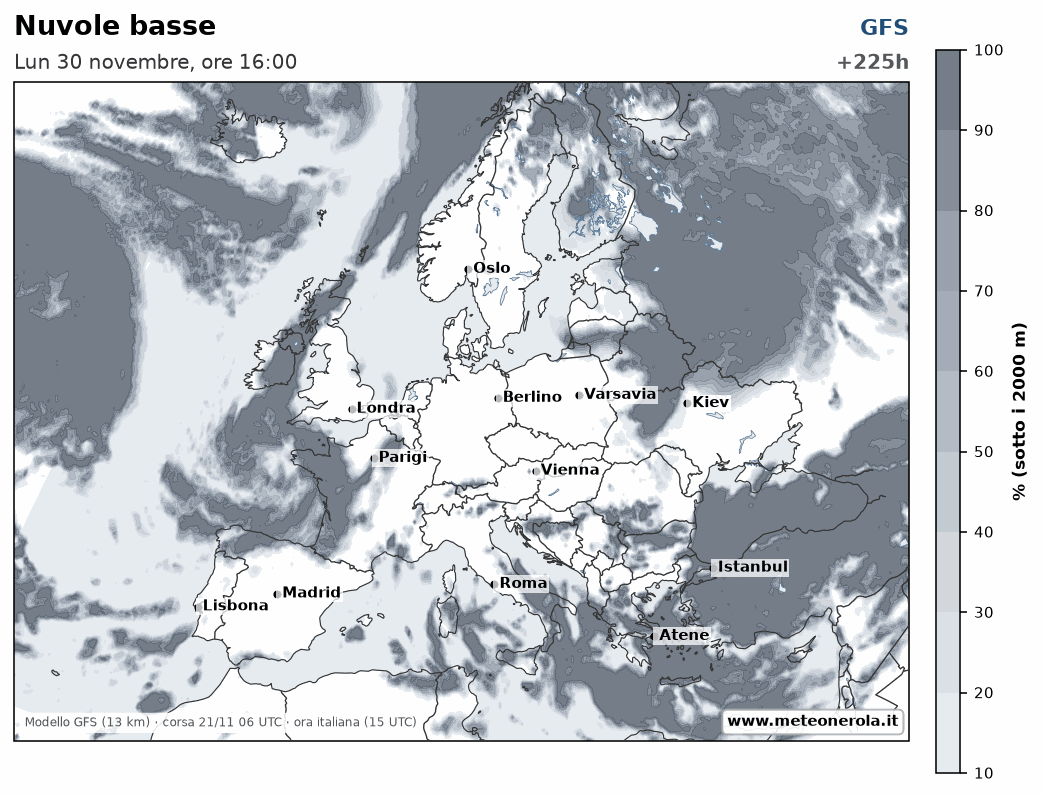 Nuvole basse
GFS
Lun 30 novembre, ore 16:00
+225h
100
90
80
70
60
50
40
30
20
10
% (sotto i 2000 m)
Oslo
Londra
Berlino
Varsavia
Kiev
Parigi
Vienna
Istanbul
Roma
Madrid
Lisbona
Atene
Modello GFS (13 km) · corsa 21/11 06 UTC · ora italiana (15 UTC)
www.meteonerola.it